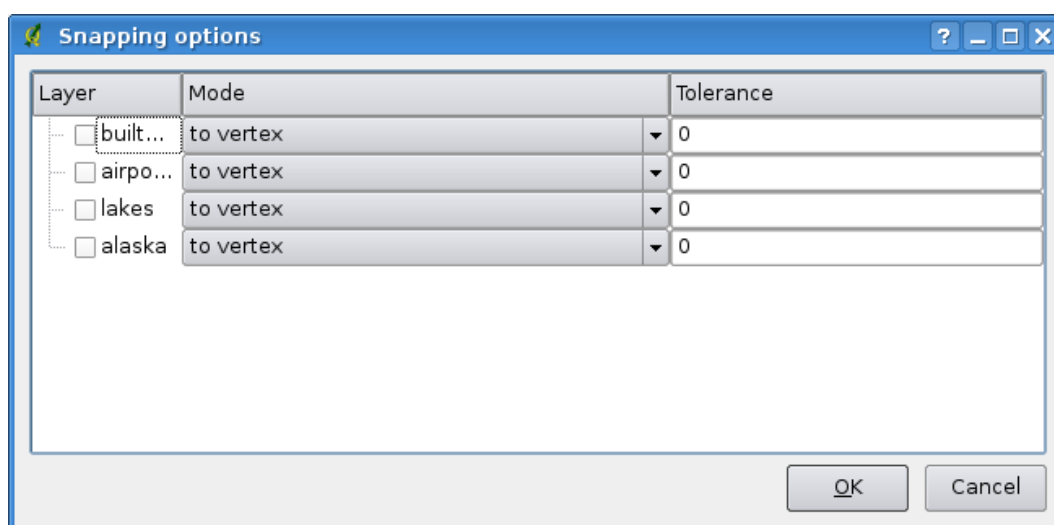 Snapping options
Layer Mode Tolerance
built... to vertex 0
airpo... to vertex 0
lakes to vertex 0
alaska to vertex 0
OK Cancel